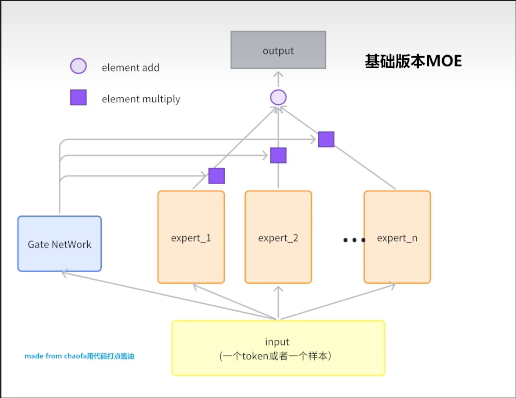 output
基础版本MOE
element add
element multiply
Gate NetWork
expert_1
expert_2
...
expert_n
input
(一个token或者一个样本）
made from chaofa用代码打点酱油